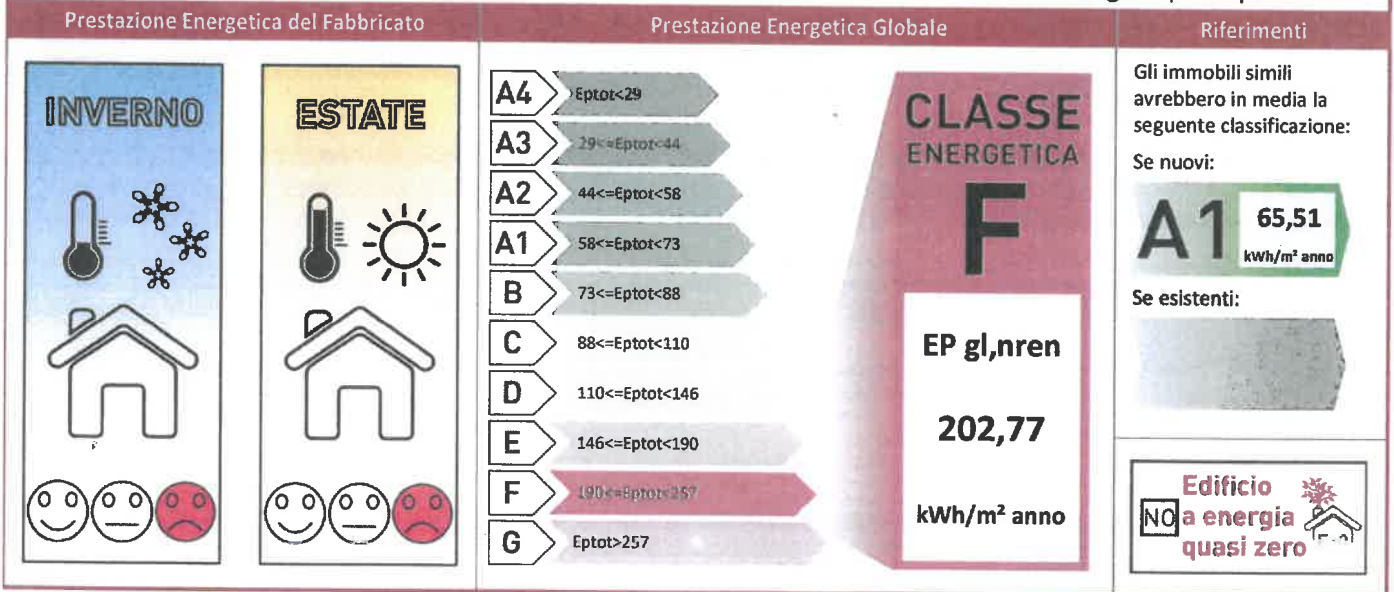 Prestazione Energetica del Fabbricato
Prestazione Energetica Globale
Riferimenti
INVERNO
ESTATE
A4 Eptot<29
A3 29<=Eptot<44
A2 44<=Eptot<58
A1 58<=Eptot<73
B 73<=Eptot<88
C 88<=Eptot<110
D 110<=Eptot<146
E 146<=Eptot<190
F 190<=Eptot<257
G Eptot>257
CLASSE
ENERGETICA
F
EP gl,nren
202,77
kWh/m² anno
Gli immobili simili
avrebbero in media la
seguente classificazione:
Se nuovi:
A1 65,51
kWh/m² anno
Se esistenti:
Edificio
NO a energia
quasi zero